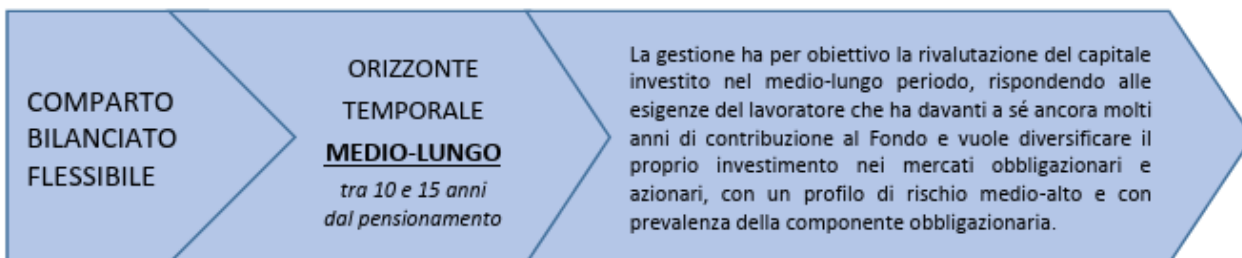 COMPARTO
BILANCIATO
FLESSIBILE
ORIZZONTE
TEMPORALE
MEDIO-LUNGO
tra 10 e 15 anni
dal pensionamento
La gestione ha per obiettivo la rivalutazione del capitale
investito nel medio-lungo periodo, rispondendo alle
esigenze del lavoratore che ha davanti a sé ancora molti
anni di contribuzione al Fondo e vuole diversificare il
proprio investimento nei mercati obbligazionari e
azionari, con un profilo di rischio medio-alto e con
prevalenza della componente obbligazionaria.